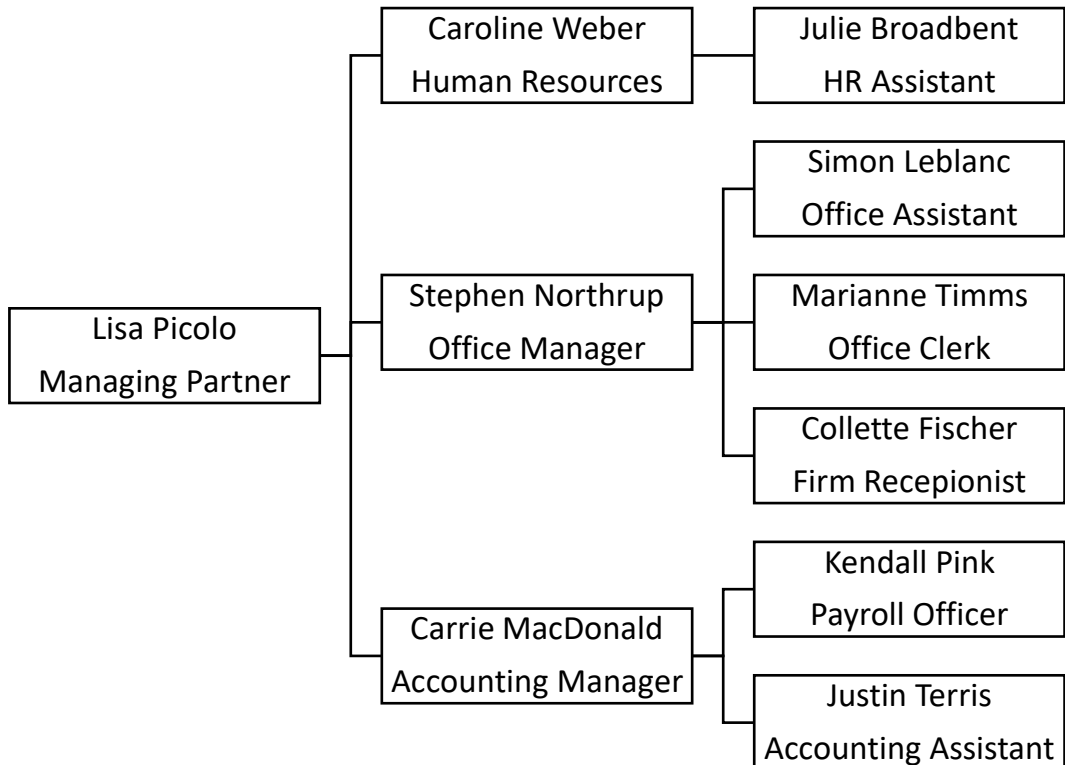 Caroline Weber
Human Resources
Julie Broadbent
HR Assistant
Simon Leblanc
Office Assistant
Lisa Picolo
Managing Partner
Stephen Northrup
Office Manager
Marianne Timms
Office Clerk
Collette Fischer
Firm Recepionist
Carrie MacDonald
Accounting Manager
Kendall Pink
Payroll Officer
Justin Terris
Accounting Assistant